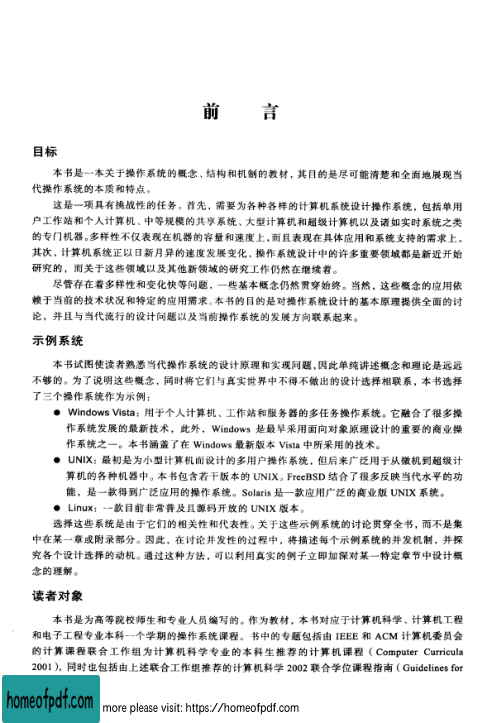 前 言
目标
本书是一本关于操作系统的概念、结构和机制的教材，其目的是尽可能清楚和全面地展现当
代操作系统的本质和特点。
这是一项具有挑战性的任务。首先，需要为各种各样的计算机系统设计操作系统，包括单用
户工作站和个人计算机、中等规模的共享系统、大型计算机和超级计算机以及诸如实时系统之类
的专门机器。多样性不仅表现在机器的容量和速度上，而且表现在具体应用和系统支持的需求上。
其次，计算机系统正以日新月异的速度发展变化，操作系统设计中的许多重要领域都是新近开始
研究的，而关于这些领域以及其他新领域的研究工作仍然在继续着。
尽管存在着多样性和变化快等问题，一些基本概念仍然贯穿始终。当然，这些概念的应用依
赖于当前的技术状况和特定的应用需求。本书的目的是对操作系统设计的基本原理提供全面的讨
论，并且与当代流行的设计问题以及当前操作系统的发展方向联系起来。
示例系统
本书试图使读者熟悉当代操作系统的设计原理和实现问题，因此单纯讲述概念和理论是远远
不够的。为了说明这些概念，同时将它们与真实世界中不得不做出的设计选择相联系，本书选择
了三个操作系统作为示例：
● Windows Vista：用于个人计算机、工作站和服务器的多任务操作系统。它融合了很多操
作系统发展的最新技术，此外，Windows 是最早采用面向对象原理设计的重要的商业操
作系统之一。本书涵盖了在 Windows 最新版本 Vista 中所采用的技术。
● UNIX：最初是为小型计算机而设计的多用户操作系统，但后来广泛用于从微机到超级计
算机的各种机器中。本书包含若干版本的 UNIX。FreeBSD 结合了很多反映当代水平的功
能，是一款得到广泛应用的操作系统。Solaris 是一款应用广泛的商业版 UNIX 系统。
● Linux：一款目前非常普及且源码开放的 UNIX 版本。
选择这些系统是由于它们的相关性和代表性。关于这些示例系统的讨论贯穿全书，而不是集
中在某一章或附录部分。因此，在讨论并发性的过程中，将描述每个示例系统的并发机制，并探
究各个设计选择的动机。通过这种方法，可以利用真实的例子立即加深对某一特定章节中设计概
念的理解。
读者对象
本书是为高等院校师生和专业人员编写的。作为教材，本书对应于计算机科学、计算机工程
和电子工程专业本科一个学期的操作系统课程。书中的专题包括由 IEEE 和 ACM 计算机委员会
的计算课程联合工作组为计算机科学专业的本科生推荐的计算机课程（Computer Curricula
2001），同时也包括由上述联合工作组推荐的计算机科学 2002 联合学位课程指南（Guidelines for
homeofpdf.com
more please visit: https://homeofpdf.com